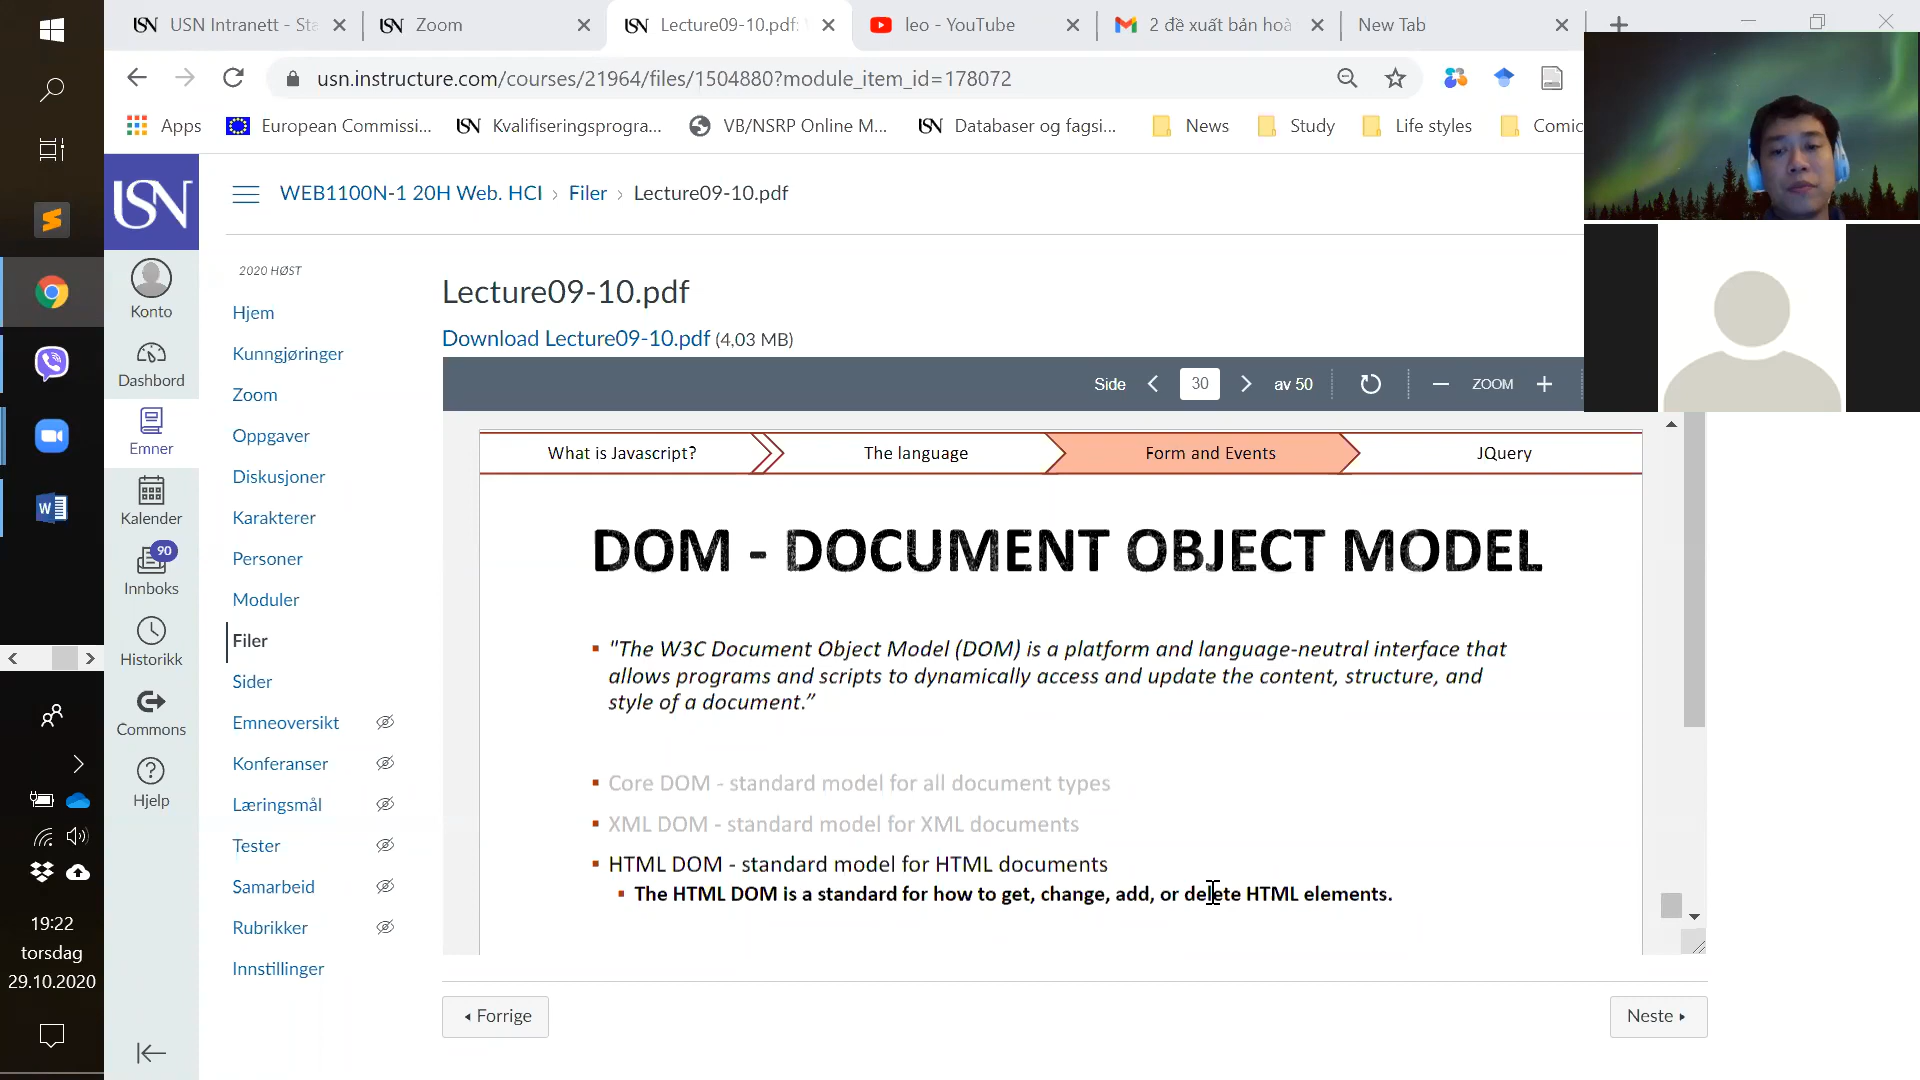 USN Intranett - Sta
Zoom
Lecture09-10.pdf:
leo - YouTube
2 đề xuất bản hoà
New Tab
usn.instructure.com/courses/21964/files/1504880?module_item_id=178072
Apps
European Commissi...
Kvalifiseringsprogra...
VB/NSRP Online M...
Databaser og fagsi...
News
Study
Life styles
Comic
USN
WEB1100N-1 20H Web. HCI › Filer › Lecture09-10.pdf
2020 HØST
Konto
Dashbord
Emner
Kalender
90
Innboks
Historikk
Commons
Hjelp
Hjem
Kunngjøringer
Zoom
Oppgaver
Diskusjoner
Karakterer
Personer
Moduler
Filer
Sider
Emneoversikt
Konferanser
Læringsmål
Tester
Samarbeid
Rubrikker
Innstillinger
Lecture09-10.pdf
Download Lecture09-10.pdf (4,03 MB)
Side 30 av 50 ZOOM
What is Javascript?
The language
Form and Events
JQuery
DOM - DOCUMENT OBJECT MODEL
"The W3C Document Object Model (DOM) is a platform and language-neutral interface that
allows programs and scripts to dynamically access and update the content, structure, and
style of a document.”
Core DOM - standard model for all document types
XML DOM - standard model for XML documents
HTML DOM - standard model for HTML documents
The HTML DOM is a standard for how to get, change, add, or delete HTML elements.
Forrige
Neste
19:22
torsdag
29.10.2020